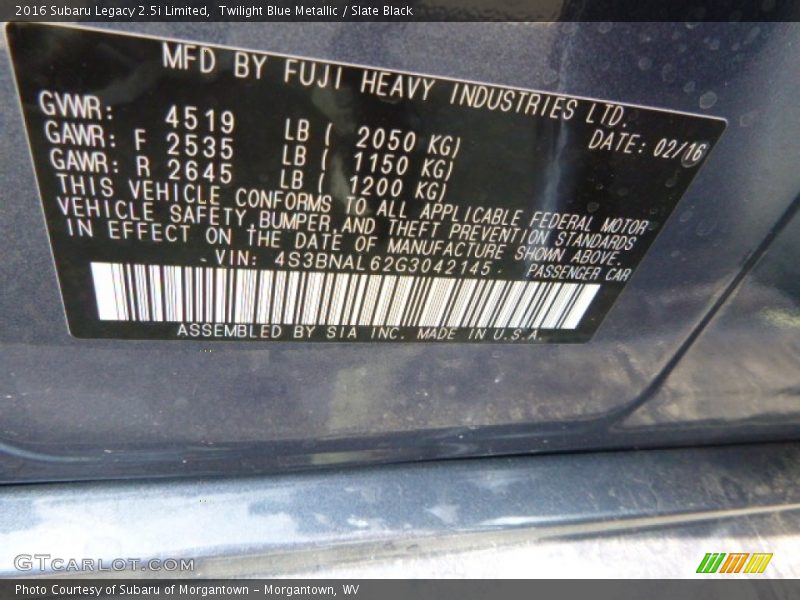 2016 Subaru Legacy 2.5i Limited,  Twilight Blue Metallic / Slate Black
MFD BY FUJI HEAVY INDUSTRIES LTD.
DATE: 02/16
GVWR: 4519 LB ( 2050 KG)
GAWR: F 2535 LB ( 1150 KG)
GAWR: R 2645 LB ( 1200 KG)
THIS VEHICLE CONFORMS TO ALL APPLICABLE FEDERAL MOTOR
VEHICLE SAFETY, BUMPER, AND THEFT PREVENTION STANDARDS
IN EFFECT ON THE DATE OF MANUFACTURE SHOWN ABOVE.
- VIN: 4S3BNAL62G3042145 - PASSENGER CAR
ASSEMBLED BY SIA INC. MADE IN U.S.A.
GTCarlot.com
Photo Courtesy of Subaru of Morgantown - Morgantown, WV